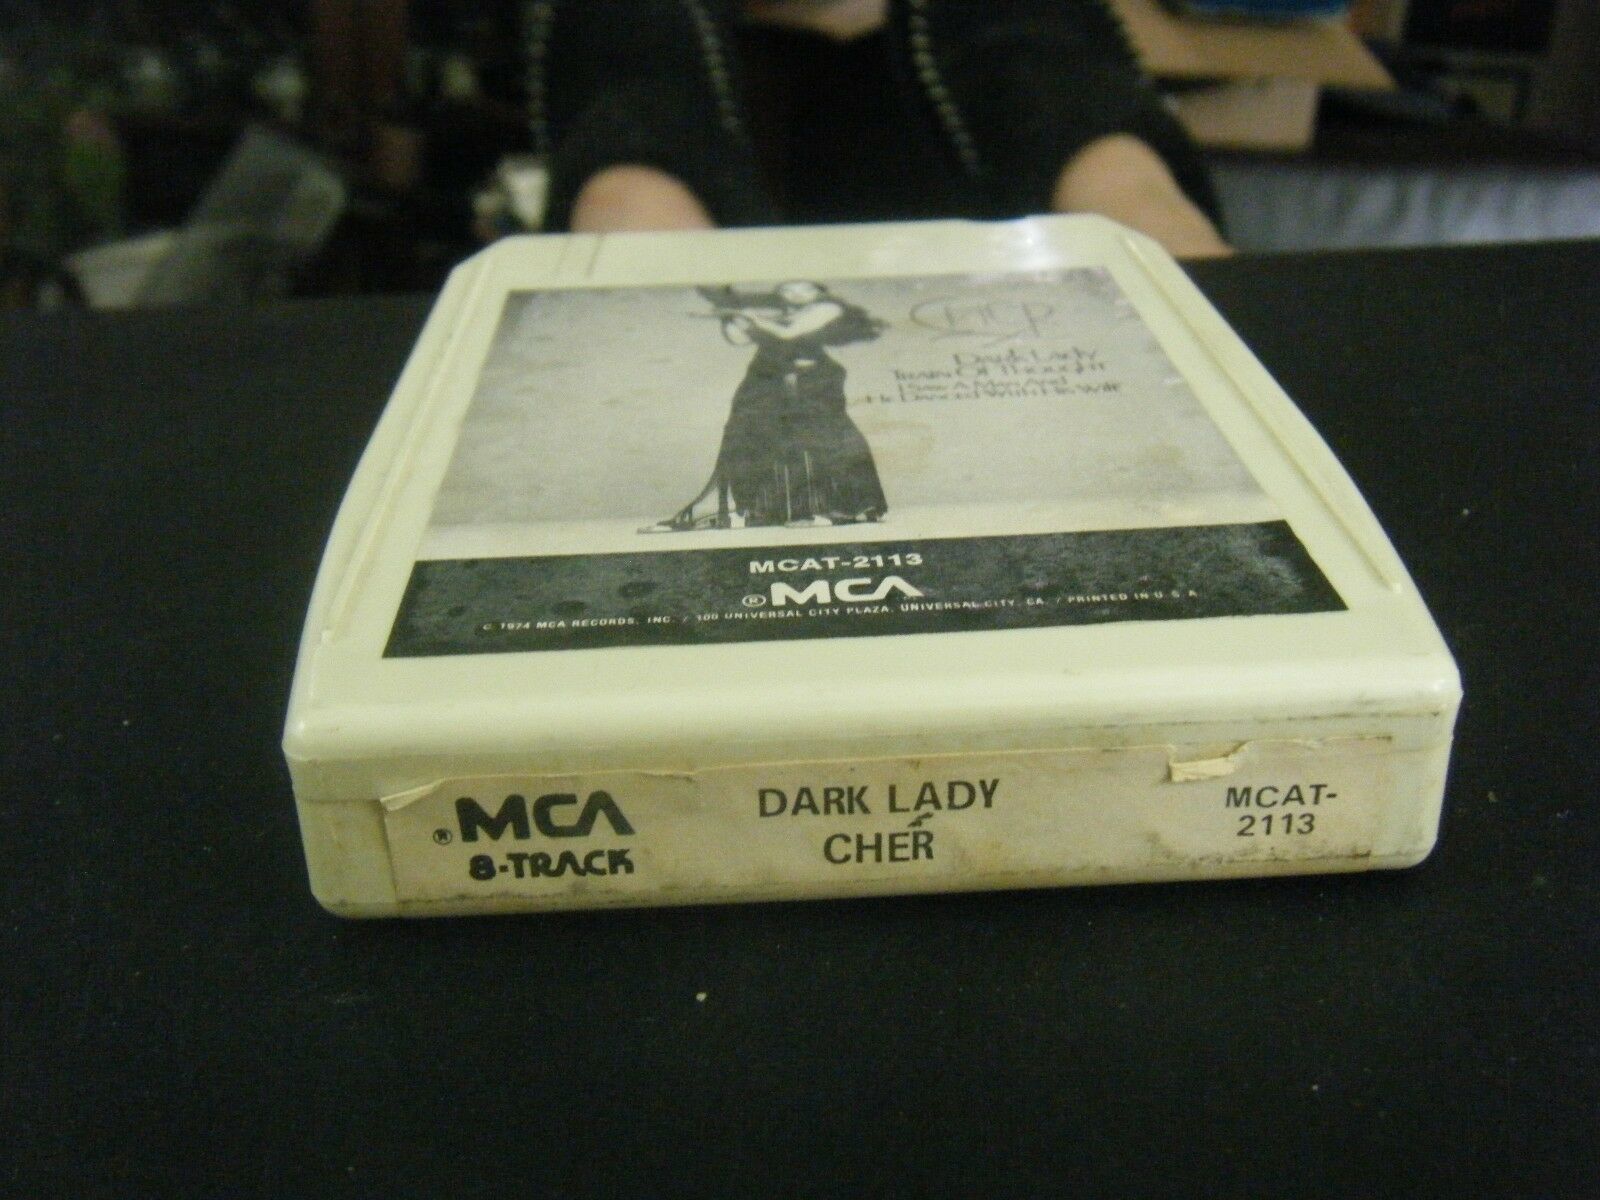 Cher
Dark Lady
Train Of Thought
I Saw A Man And
He Danced With His Wife
MCAT-2113
® MCA
© 1974 MCA RECORDS, INC. / 100 UNIVERSAL CITY PLAZA, UNIVERSAL CITY, CA. / PRINTED IN U.S.A.
® MCA
8-TRACK
DARK LADY
CHER
MCAT-
2113